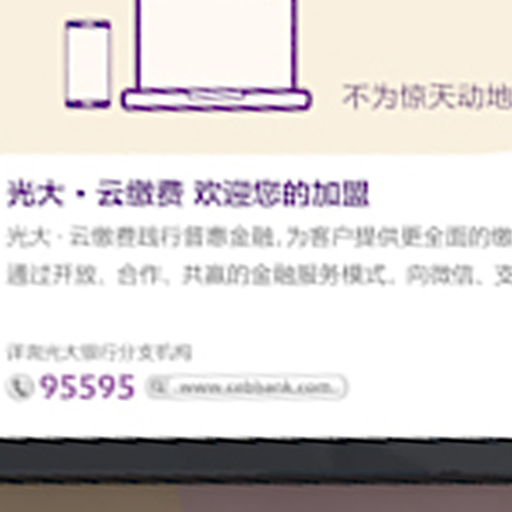 不为惊天动地
光大·云缴费 欢迎您的加盟
光大·云缴费践行普惠金融，为客户提供更全面的缴
通过开放、合作、共赢的金融服务模式，向微信、支
详询光大银行分支机构
95595 www.cebbank.com